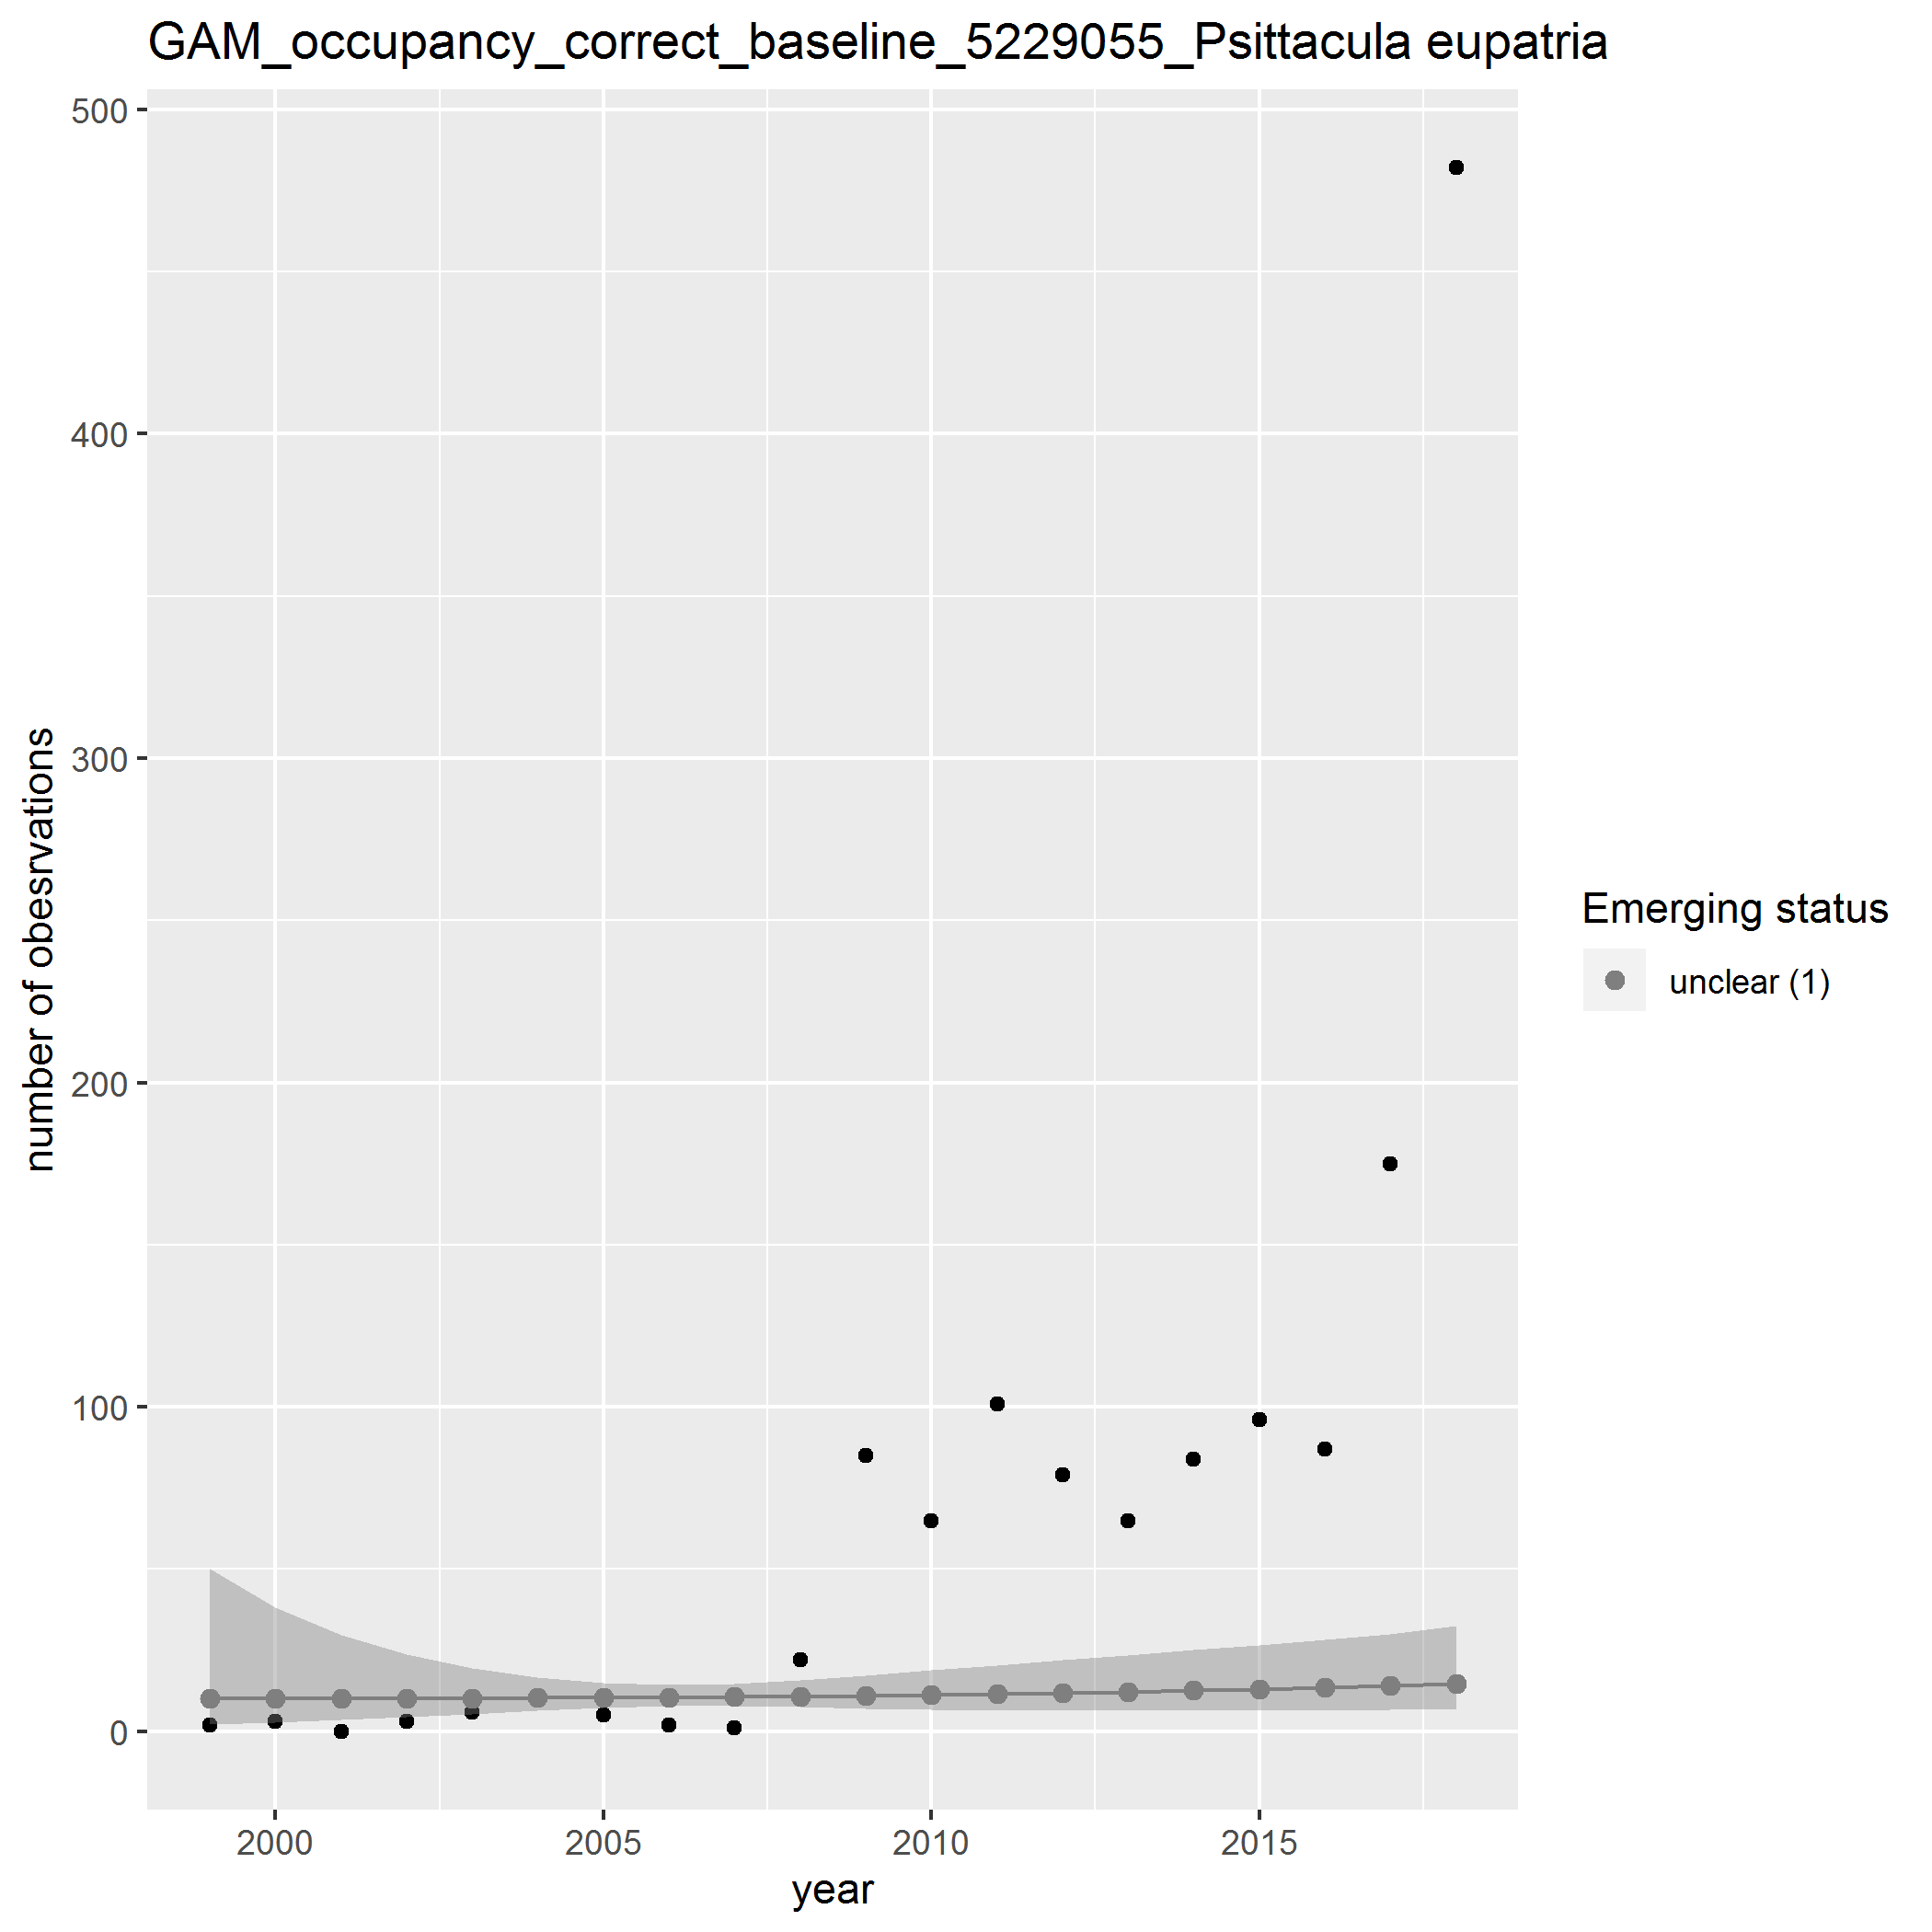 GAM_occupancy_correct_baseline_5229055_Psittacula eupatria
500
400
300
200
100
0
number of obesrvations
2000
2005
2010
2015
year
Emerging status
unclear (1)